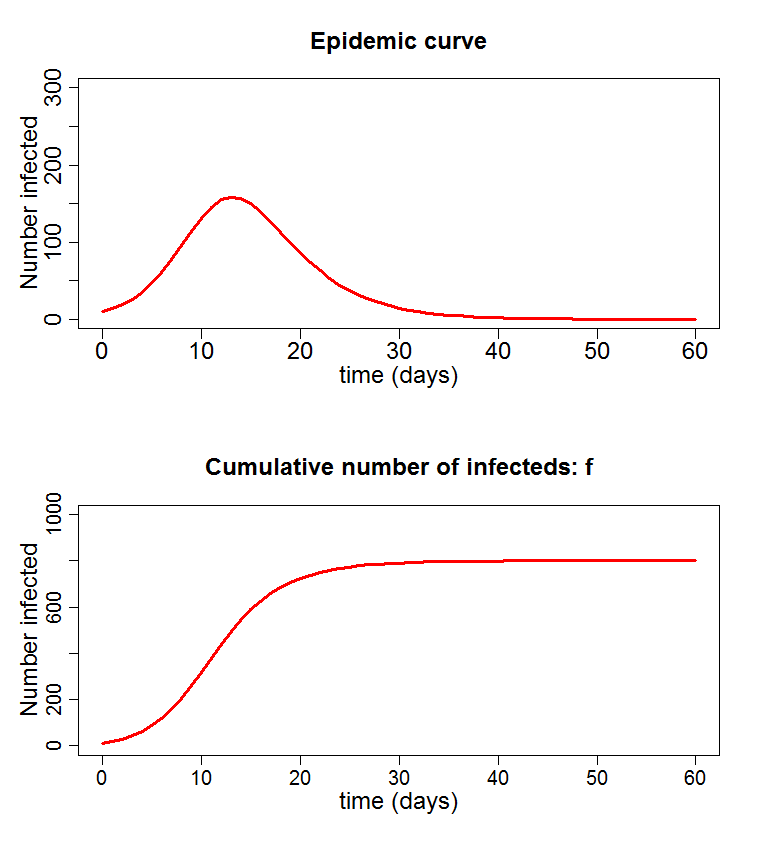 Epidemic curve
Number infected
300
200
100
0
0 10 20 30 40 50 60
time (days)
Cumulative number of infecteds: f
Number infected
1000
600
200
0
0 10 20 30 40 50 60
time (days)